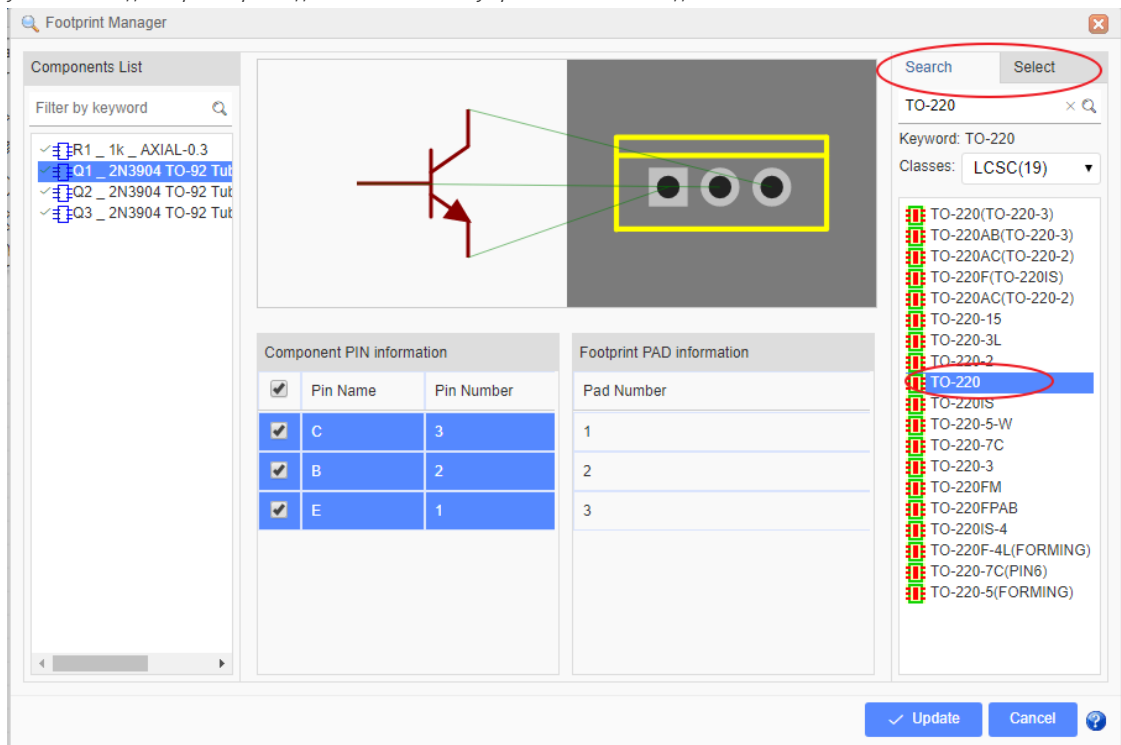 Footprint Manager
Components List
Filter by keyword
R1 _ 1k _ AXIAL-0.3
Q1 _ 2N3904 TO-92 Tub
Q2 _ 2N3904 TO-92 Tub
Q3 _ 2N3904 TO-92 Tub
Component PIN information
Pin Name Pin Number
C 3
B 2
E 1
Footprint PAD information
Pad Number
1
2
3
Search Select
TO-220
Keyword: TO-220
Classes: LCSC(19)
TO-220(TO-220-3)
TO-220AB(TO-220-3)
TO-220AC(TO-220-2)
TO-220F(TO-220IS)
TO-220AC(TO-220-2)
TO-220-15
TO-220-3L
TO-220-2
TO-220
TO-220IS
TO-220-5-W
TO-220-7C
TO-220-3
TO-220FM
TO-220FPAB
TO-220IS-4
TO-220F-4L(FORMING)
TO-220-7C(PIN6)
TO-220-5(FORMING)
Update Cancel